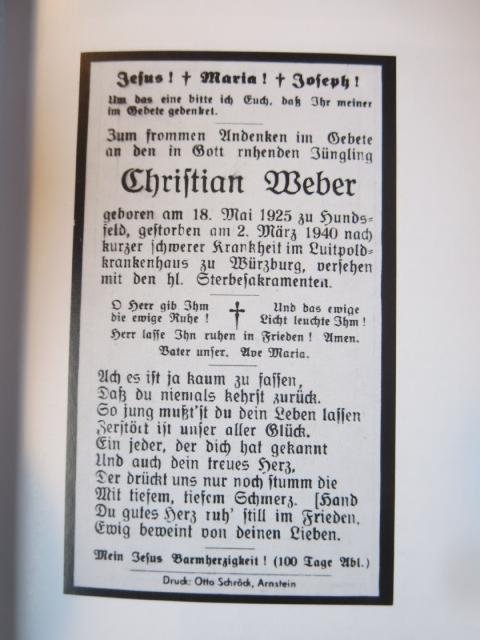 Jesus! † Maria! † Joseph!
Um das eine bitte ich Euch, daß Ihr meiner
im Gebete gedenket.
Zum frommen Andenken im Gebete
an den in Gott ruhenden Jüngling
Christian Weber
geboren am 18. Mai 1925 zu Hunds-
feld, gestorben am 2. März 1940 nach
kurzer schwerer Krankheit im Luitpold-
krankenhaus zu Würzburg, versehen
mit den hl. Sterbesakramenten.
O Herr gib Ihm
die ewige Ruhe!
†
Und das ewige
Licht leuchte Ihm!
Herr lasse Ihn ruhen in Frieden! Amen.
Vater unser. Ave Maria.
Ach es ist ja kaum zu fassen,
Daß du niemals kehrst zurück.
So jung mußt'st du dein Leben lassen
Zerstört ist unser aller Glück.
Ein jeder, der dich hat gekannt
Und auch dein treues Herz,
Der drückt uns nur noch stumm die
Mit tiefem, tiefem Schmerz. [Hand
Du gutes Herz ruh' still im Frieden,
Ewig beweint von deinen Lieben.
Mein Jesus Barmherzigkeit! (100 Tage Abl.)
Druck: Otto Schröck, Arnstein